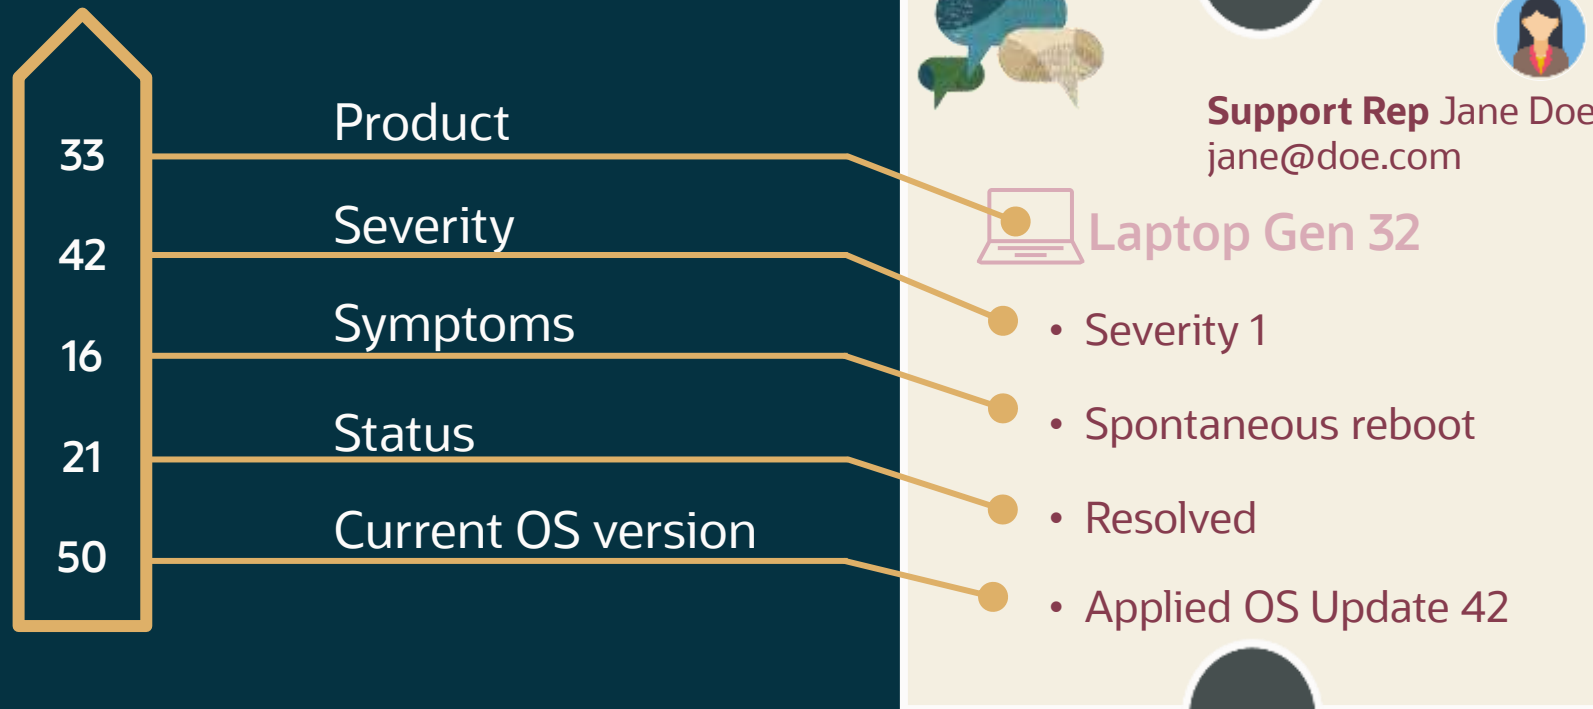 33
42
16
21
50
Product
Severity
Symptoms
Status
Current OS version
Support Rep Jane Doe
jane@doe.com
Laptop Gen 32
• Severity 1
• Spontaneous reboot
• Resolved
• Applied OS Update 42